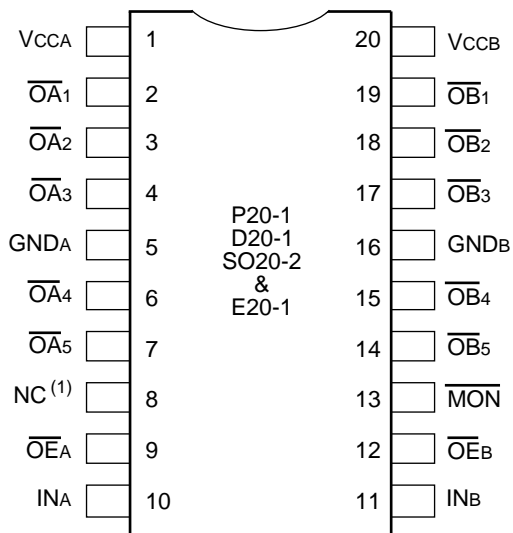 VCCA 1 20 VCCB
OA1 2 19 OB1
OA2 3 18 OB2
OA3 4 17 OB3
P20-1
D20-1
SO20-2
&
E20-1
GNDA 5 16 GNDB
OA4 6 15 OB4
OA5 7 14 OB5
NC (1) 8 13 MON
OEA 9 12 OEB
INA 10 11 INB